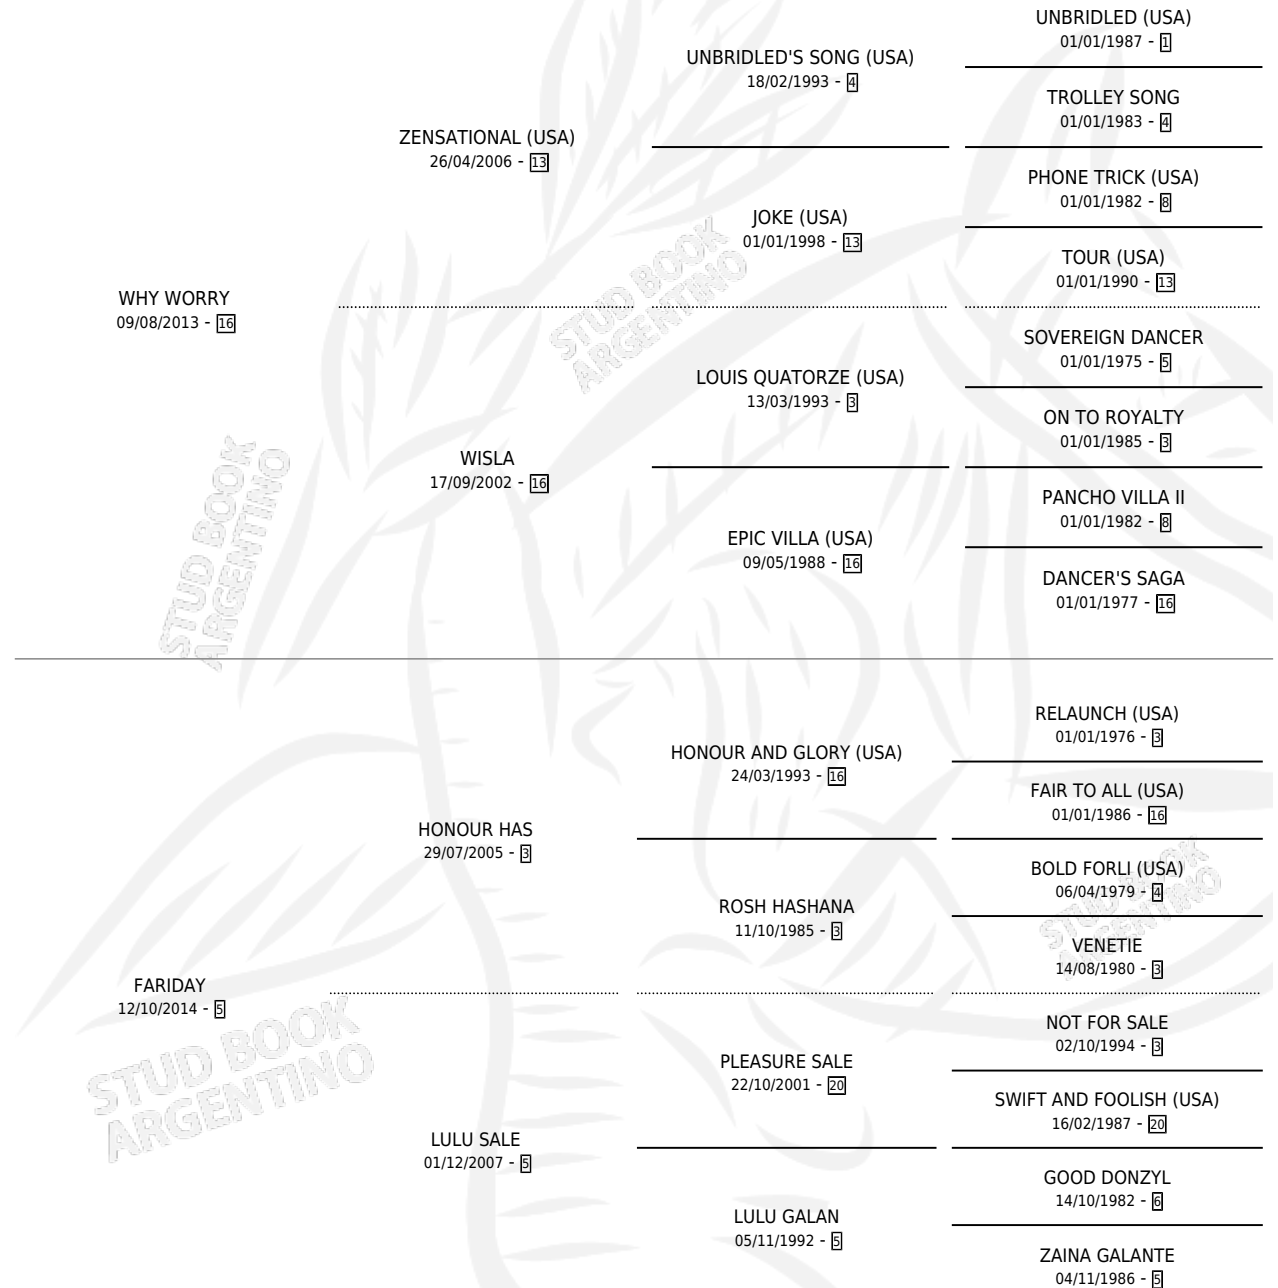 UNBRIDLED (USA)
01/01/1987 - 1
UNBRIDLED'S SONG (USA)
18/02/1993 - 4
TROLLEY SONG
01/01/1983 - 4
ZENSATIONAL (USA)
26/04/2006 - 13
PHONE TRICK (USA)
01/01/1982 - 8
JOKE (USA)
01/01/1998 - 13
TOUR (USA)
01/01/1990 - 13
WHY WORRY
09/08/2013 - 16
SOVEREIGN DANCER
01/01/1975 - 5
LOUIS QUATORZE (USA)
13/03/1993 - 3
ON TO ROYALTY
01/01/1985 - 3
WISLA
17/09/2002 - 16
PANCHO VILLA II
01/01/1982 - 8
EPIC VILLA (USA)
09/05/1988 - 16
DANCER'S SAGA
01/01/1977 - 16
STUD BOOK
ARGENTINO
STUD BOOK
ARGENTINO
RELAUNCH (USA)
01/01/1976 - 3
HONOUR AND GLORY (USA)
24/03/1993 - 16
FAIR TO ALL (USA)
01/01/1986 - 16
HONOUR HAS
29/07/2005 - 3
BOLD FORLI (USA)
06/04/1979 - 4
ROSH HASHANA
11/10/1985 - 3
VENETIE
14/08/1980 - 3
FARIDAY
12/10/2014 - 5
NOT FOR SALE
02/10/1994 - 3
PLEASURE SALE
22/10/2001 - 20
SWIFT AND FOOLISH (USA)
16/02/1987 - 20
LULU SALE
01/12/2007 - 5
GOOD DONZYL
14/10/1982 - 6
LULU GALAN
05/11/1992 - 5
ZAINA GALANTE
04/11/1986 - 5
STUD BOOK
ARGENTINO
STUD BOOK
ARGENTINO